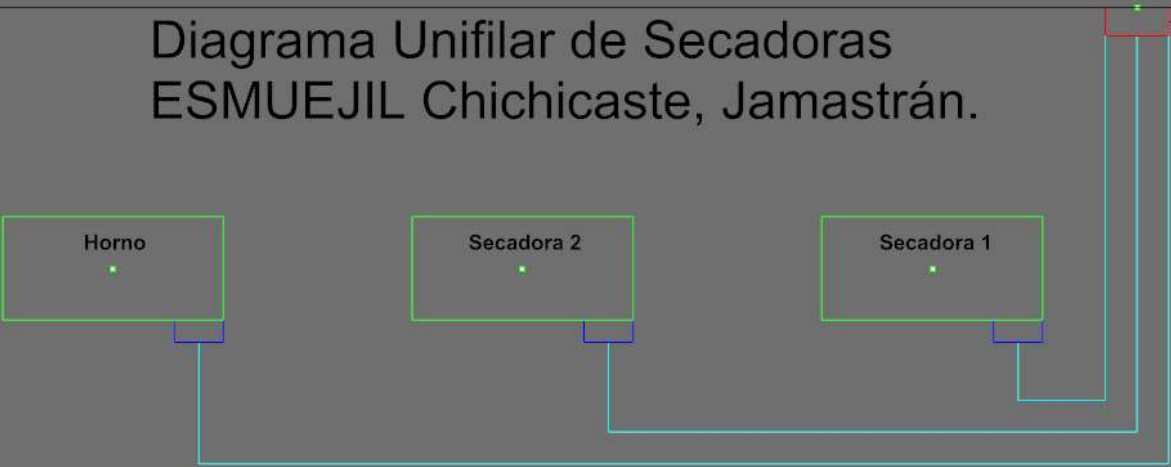 Diagrama Unifilar de Secadoras
ESMUEJIL Chichicaste, Jamastrán.
Horno
Secadora 2
Secadora 1